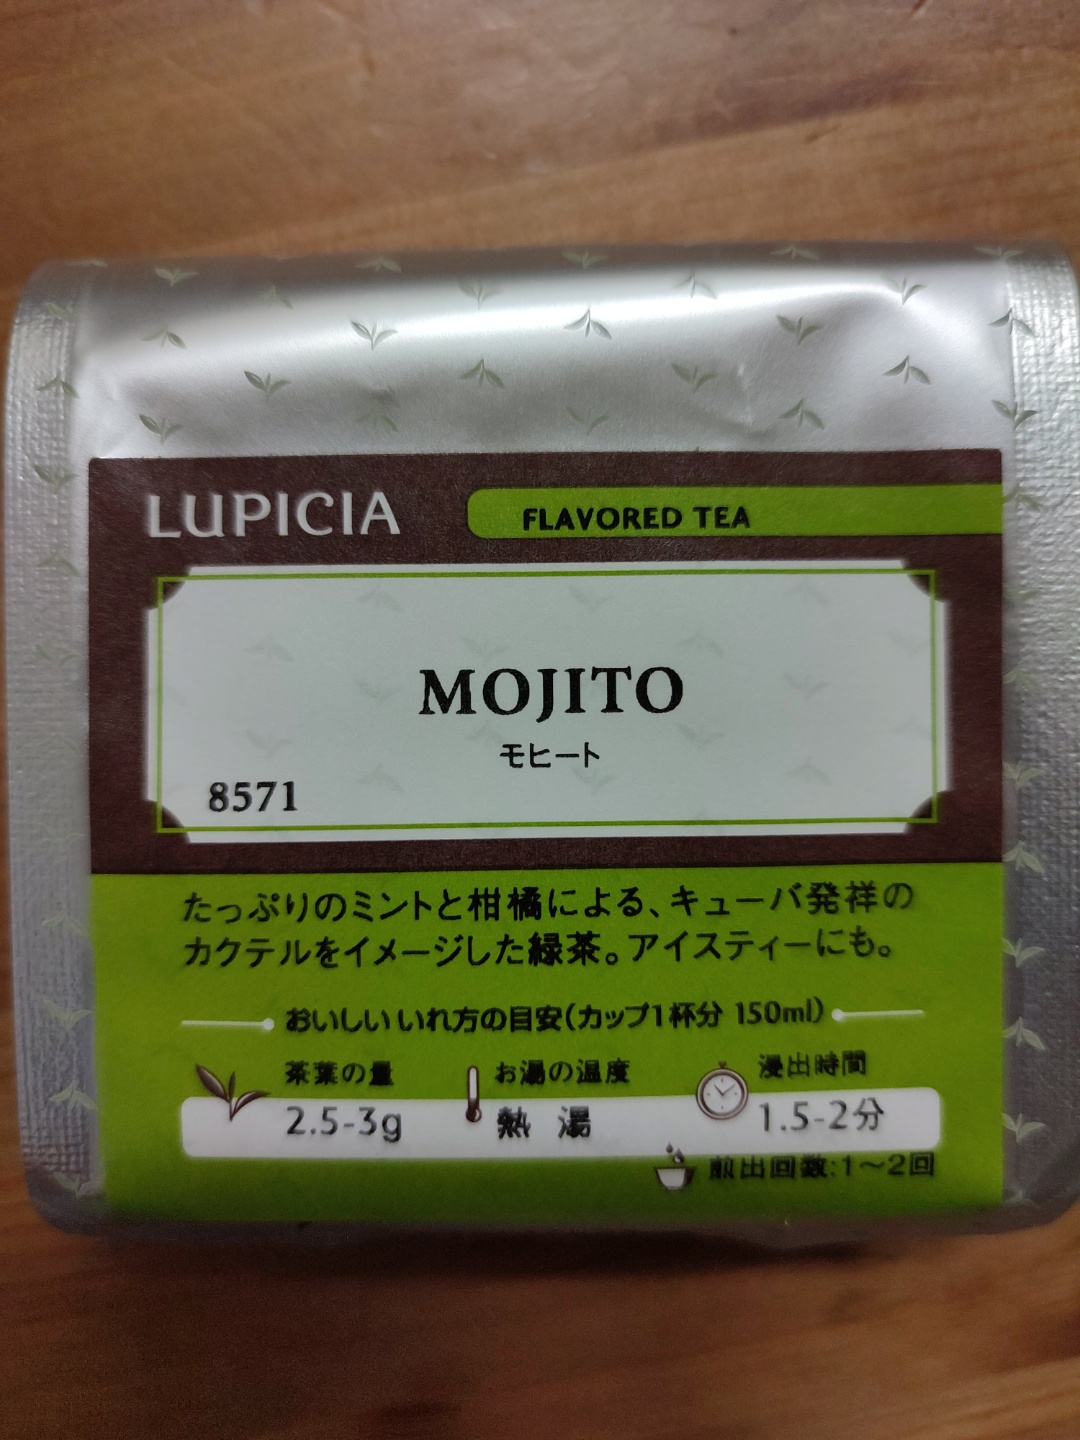 LUPICIA
FLAVORED TEA
MOJITO
モヒート
8571
たっぷりのミントと柑橘による、キューバ発祥の
カクテルをイメージした緑茶。アイスティーにも。
おいしいいれ方の目安(カップ1杯分 150ml)
茶葉の量 お湯の温度 浸出時間
2.5-3g 熱 湯 1.5-2分
煎出回数:1～2回